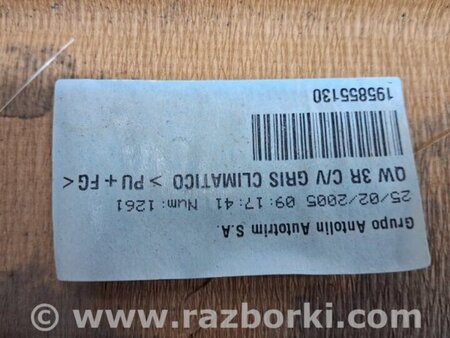 Grupo Antolin Autotrim S.A.
25/02/2005 09:17:41 Num:1261
QW 3R C/V GRIS CLIMATICO > PU + FG <
195855130
www.razborki.com